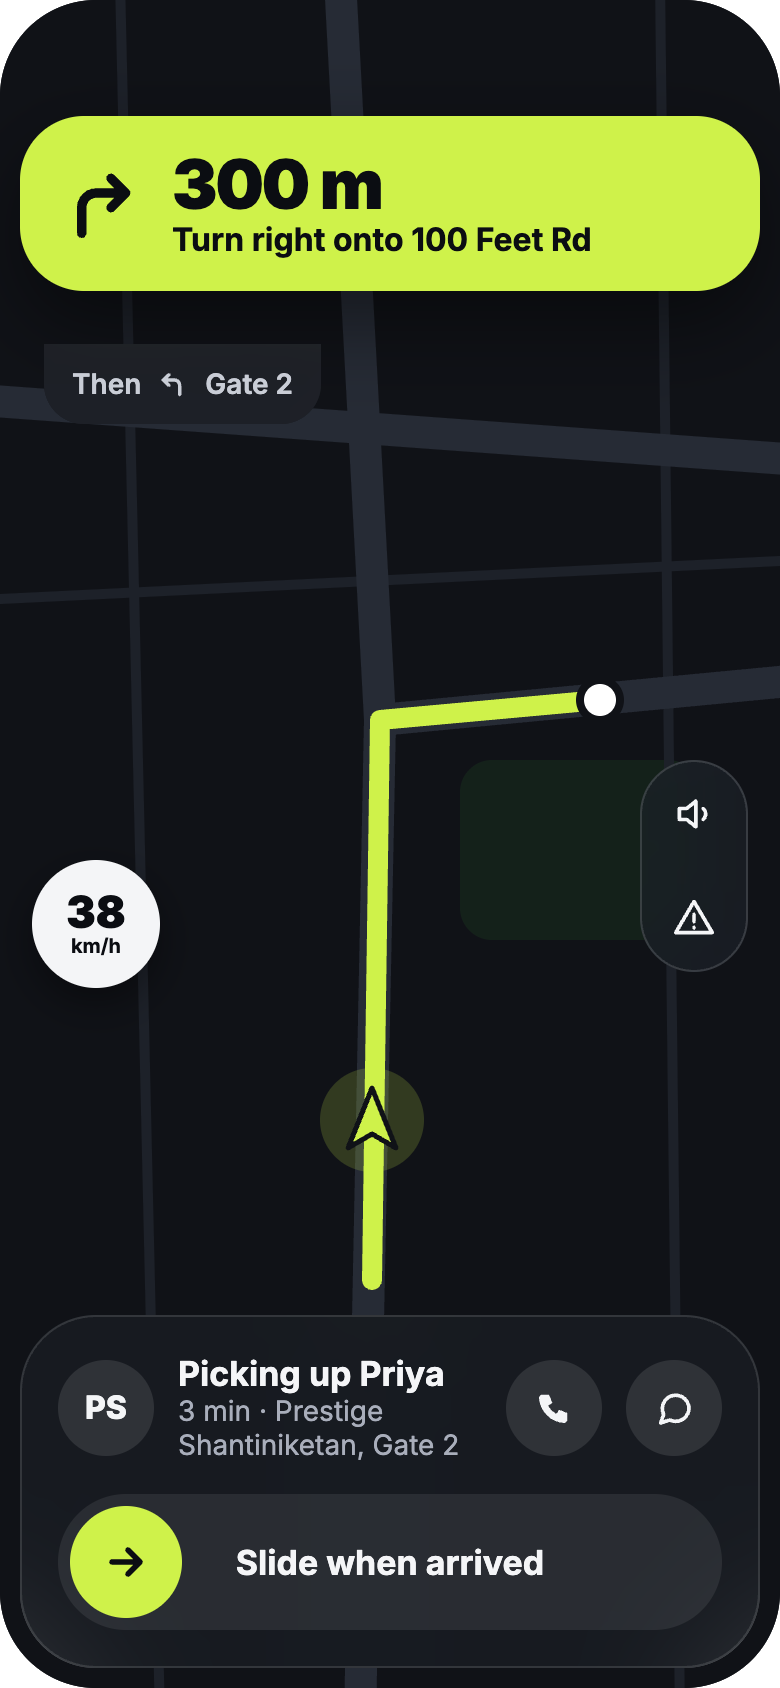 300 m
Turn right onto 100 Feet Rd
Then Gate 2
38
km/h
PS
Picking up Priya
3 min · Prestige
Shantiniketan, Gate 2
Slide when arrived